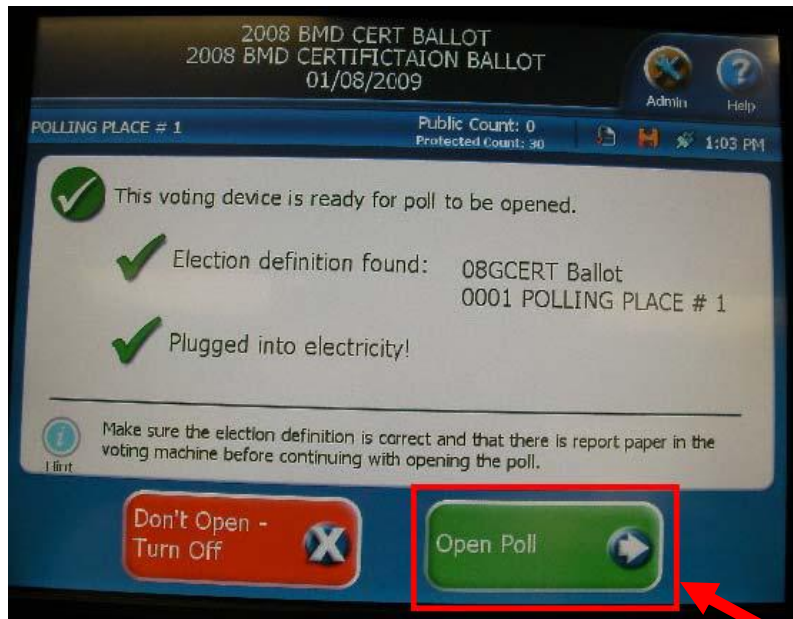 2008 BMD CERT BALLOT
2008 BMD CERTIFICTAION BALLOT
01/08/2009
Admin
Help
POLLING PLACE # 1
Public Count: 0
Protected Count: 30
1:03 PM
This voting device is ready for poll to be opened.
Election definition found:
08GCERT Ballot
0001 POLLING PLACE # 1
Plugged into electricity!
Hint
Make sure the election definition is correct and that there is report paper in the
voting machine before continuing with opening the poll.
Don't Open -
Turn Off
X
Open Poll